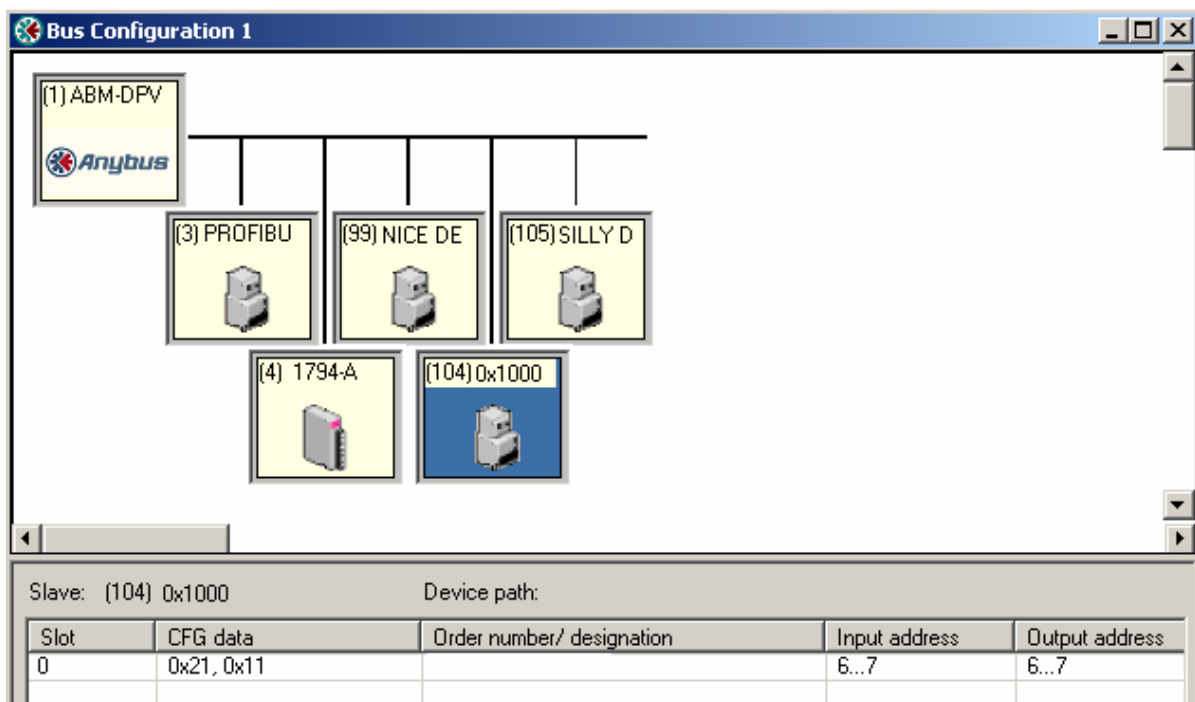 Bus Configuration 1
(1) ABM-DPV
Anybus
(3) PROFIBU
(99) NICE DE
(105) SILLY D
(4) 1794-A
(104) 0x1000
Slave: (104) 0x1000 Device path:
Slot CFG data Order number/ designation Input address Output address
0 0x21, 0x11 6...7 6...7